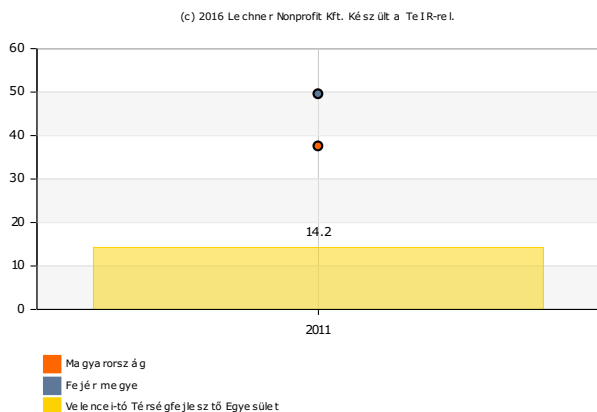 (c) 2016 Lechner Nonprofit Kft. Készült a TeIR-rel.
60
50
40
30
20
14.2
10
0
2011
Magyarország
Fejér megye
Velencei-tó Térségfejlesztő Egyesület